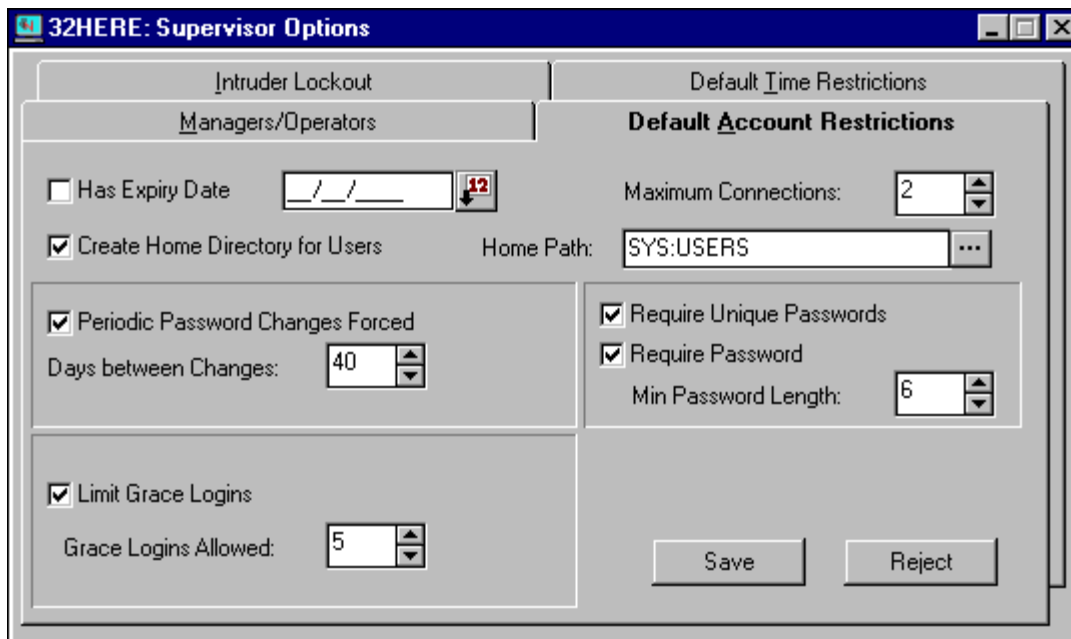 32HERE: Supervisor Options
Intruder Lockout
Default Time Restrictions
Managers/Operators
Default Account Restrictions
Has Expiry Date
__/__/____
12
Maximum Connections:
2
Create Home Directory for Users
Home Path:
SYS:USERS
...
Periodic Password Changes Forced
Days between Changes:
40
Require Unique Passwords
Require Password
Min Password Length:
6
Limit Grace Logins
Grace Logins Allowed:
5
Save
Reject